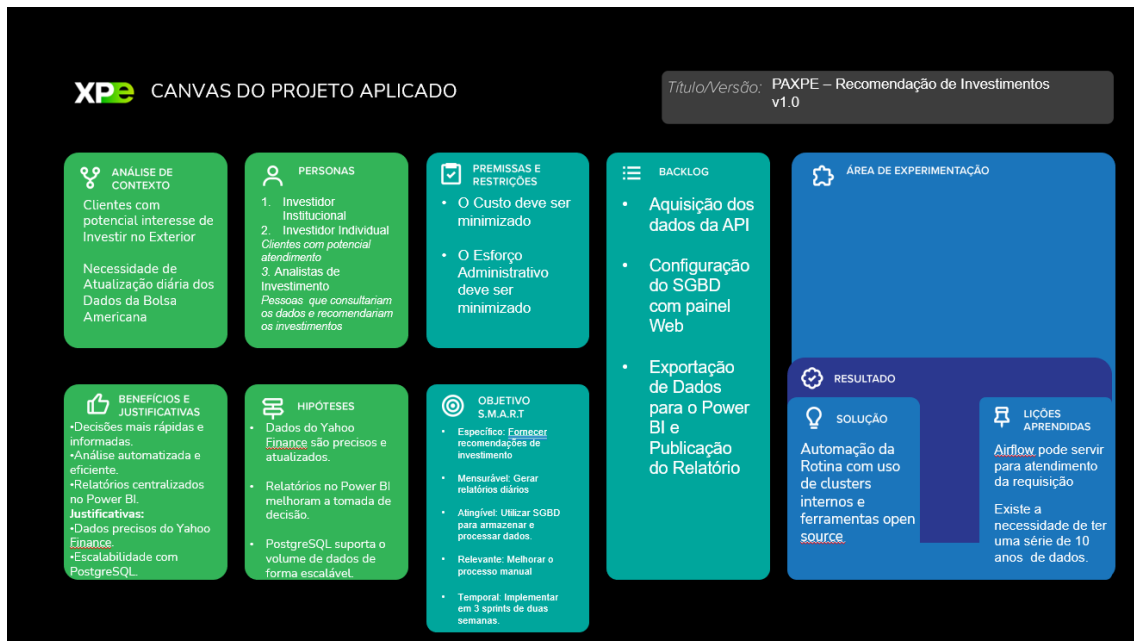 XPe CANVAS DO PROJETO APLICADO
Título/Versão: PAXPE – Recomendação de Investimentos
v1.0
ANÁLISE DE
CONTEXTO
Clientes com
potencial interesse de
Investir no Exterior
Necessidade de
Atualização diária dos
Dados da Bolsa
Americana
PERSONAS
1. Investidor
Institucional
2. Investidor Individual
Clientes com potencial
atendimento
3. Analistas de
Investimento
Pessoas que consultariam
os dados e recomendariam
os investimentos
PREMISSAS E
RESTRIÇÕES
• O Custo deve ser
minimizado
• O Esforço
Administrativo
deve ser
minimizado
BACKLOG
• Aquisição dos
dados da API
• Configuração
do SGBD
com painel
Web
• Exportação
de Dados
para o Power
BI e
Publicação
do Relatório
ÁREA DE EXPERIMENTAÇÃO
BENEFÍCIOS E
JUSTIFICATIVAS
•Decisões mais rápidas e
informadas.
•Análise automatizada e
eficiente.
•Relatórios centralizados
no Power BI.
Justificativas:
•Dados precisos do Yahoo
Finance.
•Escalabilidade com
PostgreSQL.
HIPÓTESES
• Dados do Yahoo
Finance são precisos e
atualizados.
• Relatórios no Power BI
melhoram a tomada de
decisão.
• PostgreSQL suporta o
volume de dados de
forma escalável.
OBJETIVO
S.M.A.R.T
• Específico: Fornecer
recomendações de
investimento
• Mensurável: Gerar
relatórios diários
• Atingível: Utilizar SGBD
para armazenar e
processar dados.
• Relevante: Melhorar o
processo manual
• Temporal: Implementar
em 3 sprints de duas
semanas.
RESULTADO
SOLUÇÃO
Automação da
Rotina com uso
de clusters
internos e
ferramentas open
source
LIÇÕES
APRENDIDAS
Airflow pode servir
para atendimento
da requisição
Existe a
necessidade de ter
uma série de 10
anos de dados.